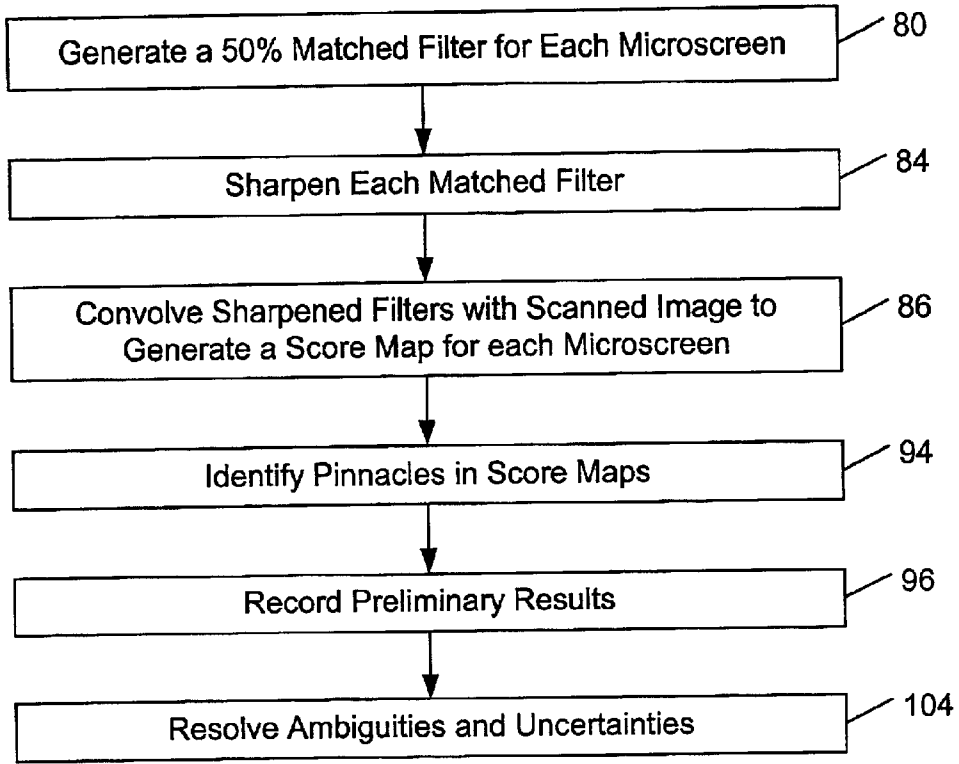 Generate a 50% Matched Filter for Each Microscreen
80
Sharpen Each Matched Filter
84
Convolve Sharpened Filters with Scanned Image to
Generate a Score Map for each Microscreen
86
Identify Pinnacles in Score Maps
94
Record Preliminary Results
96
Resolve Ambiguities and Uncertainties
104